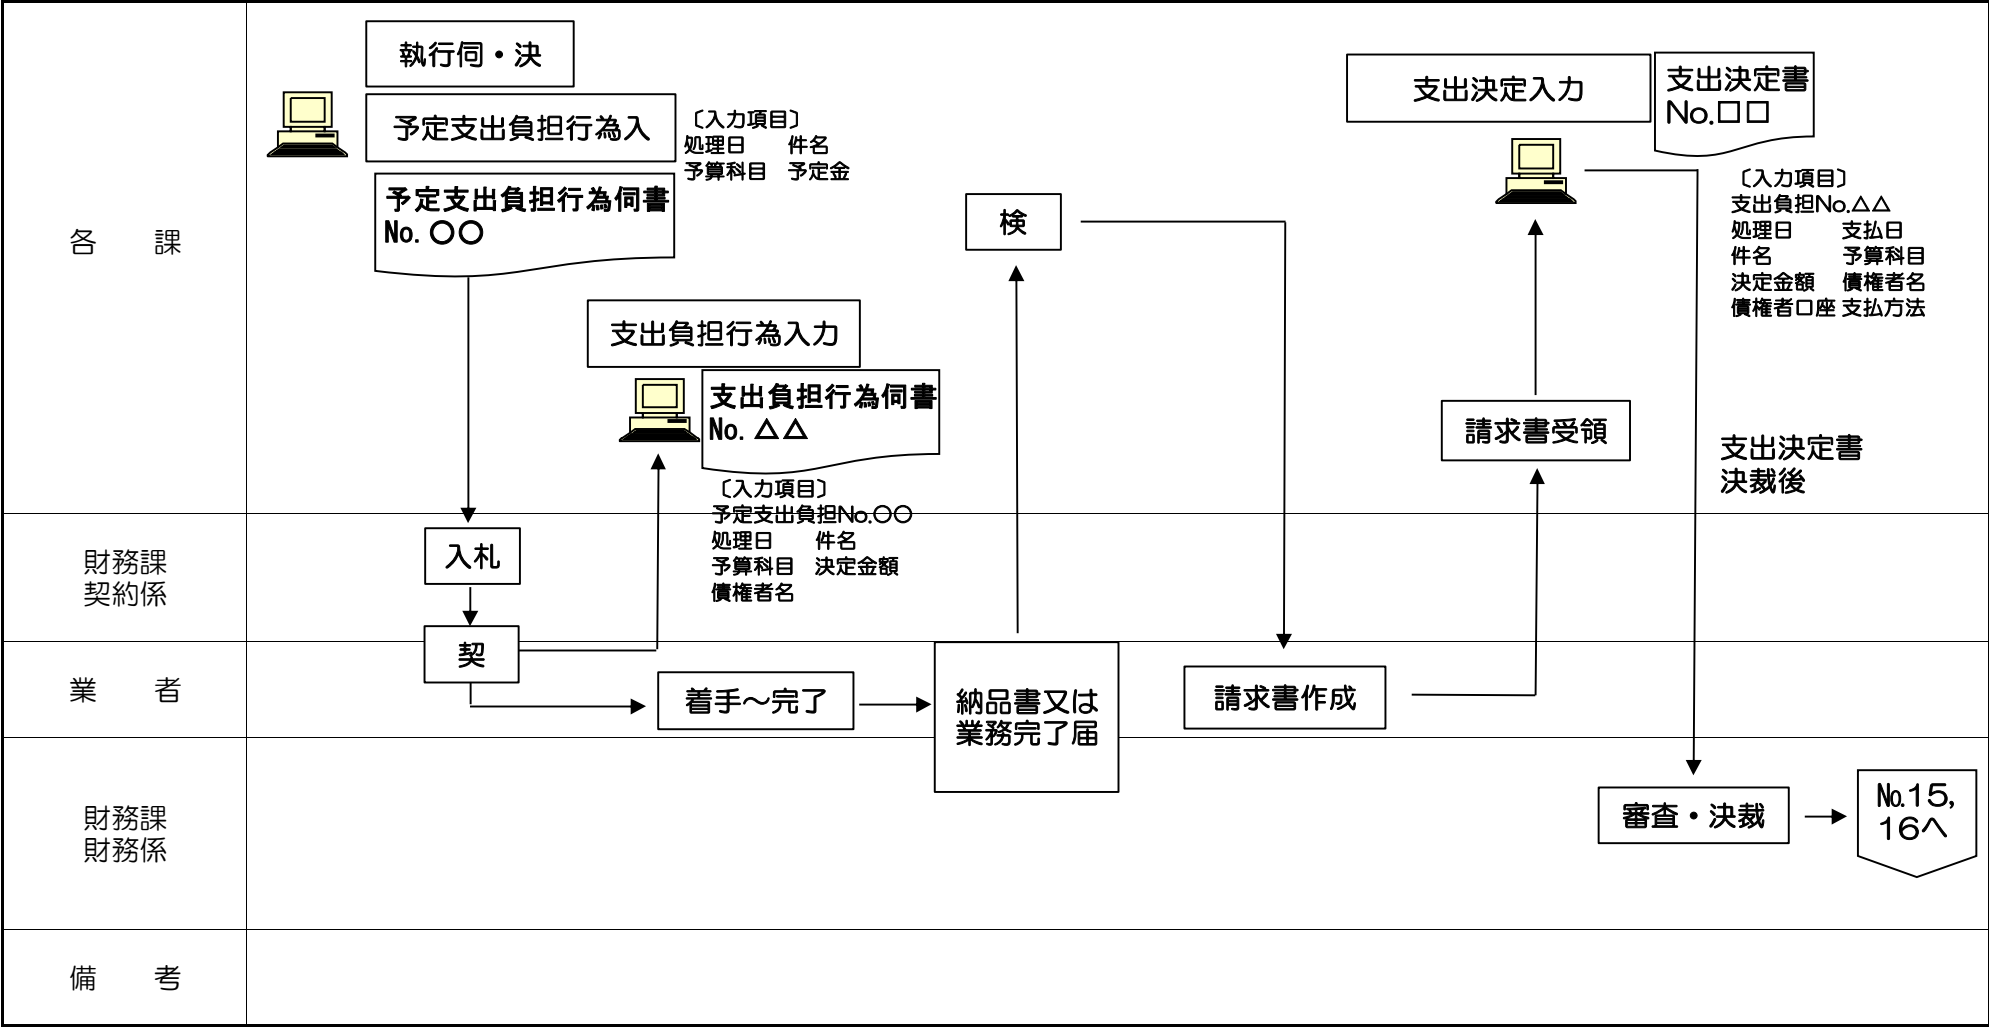 各　　課
執行伺・決
予定支出負担行為入
〔入力項目〕
処理日　　件名
予算科目　予定金
予定支出負担行為伺書
No. 〇〇
支出負担行為入力
支出負担行為伺書
No. △△
〔入力項目〕
予定支出負担No.〇〇
処理日　　件名
予算科目　決定金額
債権者名
検
支出決定入力
支出決定書
No.□□
〔入力項目〕
支出負担No.△△
処理日　　支払日
件名　　　予算科目
決定金額　債権者名
債権者口座 支払方法
請求書受領
支出決定書
決裁後
財務課
契約係
入札
契
業　　者
着手～完了
納品書又は
業務完了届
請求書作成
財務課
財務係
審査・決裁
№15,
16へ
備　　考